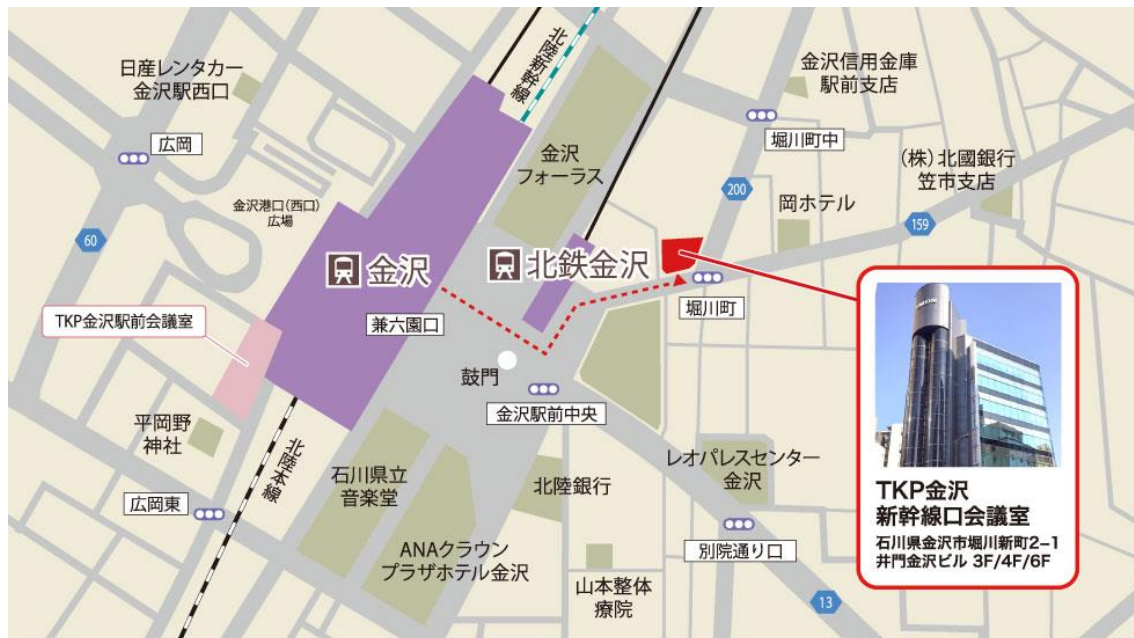 日産レンタカー
金沢駅西口
広岡
60
金沢港口(西口)
広場
北陸新幹線
金沢
フォーラス
金沢信用金庫
駅前支店
堀川町中
(株)北國銀行
笠市支店
200
岡ホテル
159
金沢
北鉄金沢
堀川町
TKP金沢駅前会議室
兼六園口
鼓門
金沢駅前中央
平岡野
神社
北陸本線
広岡東
石川県立
音楽堂
北陸銀行
レオパレスセンター
金沢
ANAクラウン
プラザホテル金沢
別院通り口
山本整体
療院
13
TKP金沢
新幹線口会議室
石川県金沢市堀川新町2−1
井門金沢ビル 3F/4F/6F